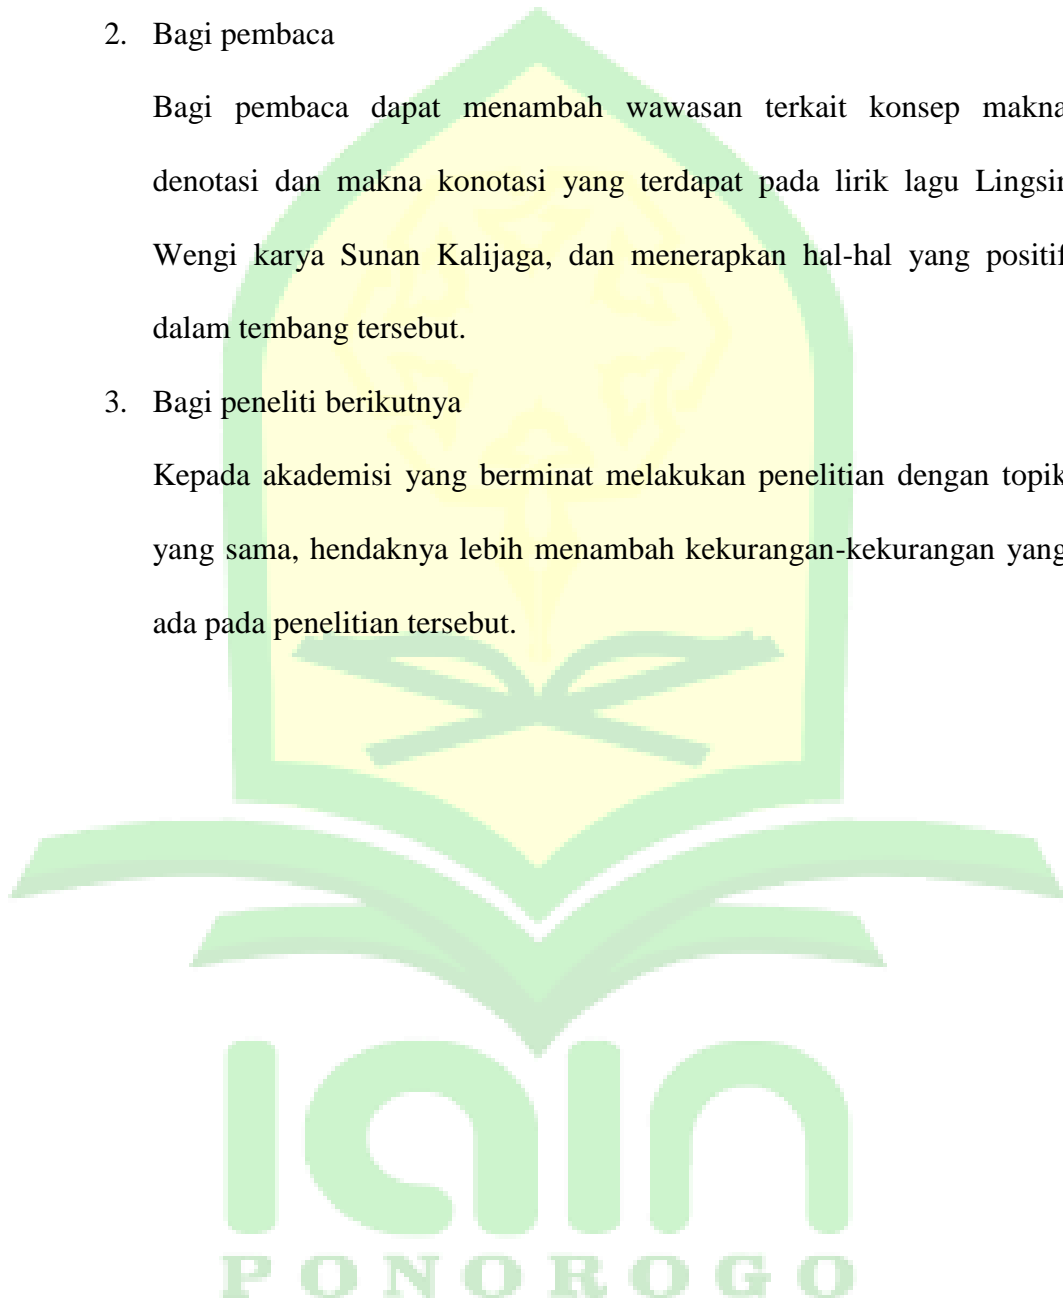 2. Bagi pembaca
Bagi pembaca dapat menambah wawasan terkait konsep makna
denotasi dan makna konotasi yang terdapat pada lirik lagu Lingsir
Wengi karya Sunan Kalijaga, dan menerapkan hal-hal yang positif
dalam tembang tersebut.
3. Bagi peneliti berikutnya
Kepada akademisi yang berminat melakukan penelitian dengan topik
yang sama, hendaknya lebih menambah kekurangan-kekurangan yang
ada pada penelitian tersebut.
iain
PONOROGO